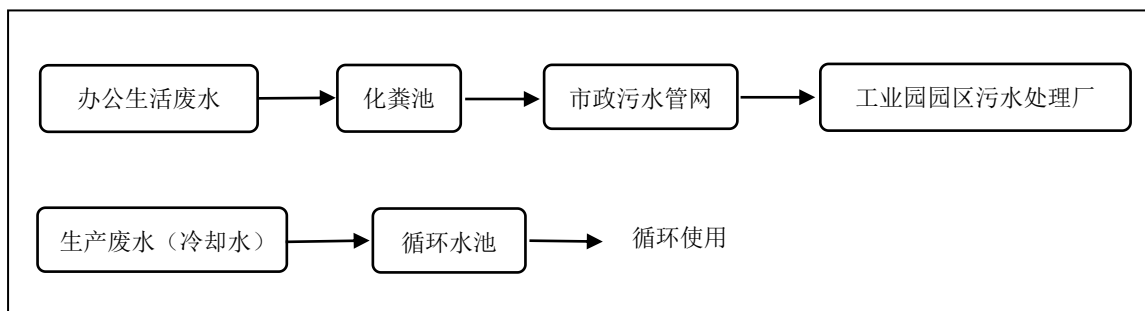 办公生活废水
化粪池
市政污水管网
工业园园区污水处理厂
生产废水（冷却水）
循环水池
循环使用